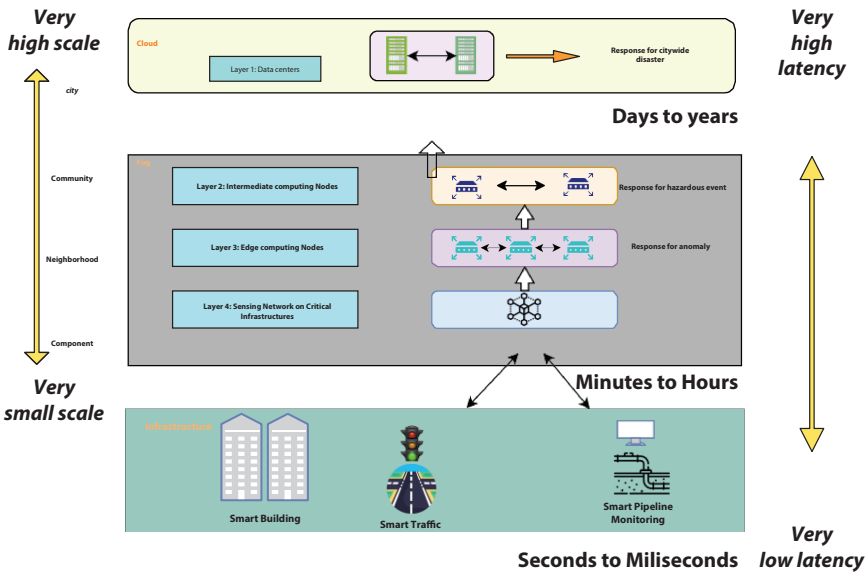 Very
high scale
Very
high
latency
Cloud
Layer 1: Data centers
Response for citywide
disaster
city
Days to years
Fog
Community
Layer 2: Intermediate computing Nodes
Response for hazardous event
Neighborhood
Layer 3: Edge computing Nodes
Response for anomaly
Layer 4: Sensing Network on Critical
Infrastructures
Component
Very
small scale
Minutes to Hours
Infrastructure
Smart Building
Smart Traffic
Smart Pipeline
Monitoring
Seconds to Miliseconds
Very
low latency